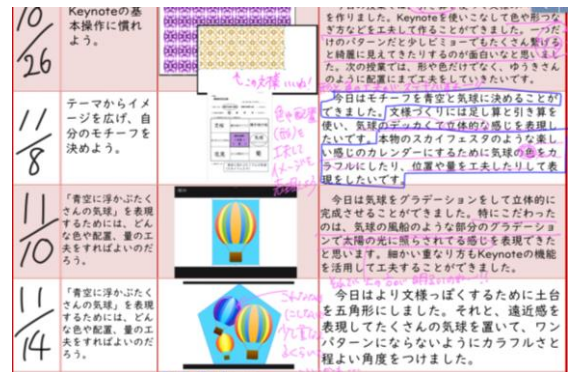 10/26
Keynoteの基
本操作に慣れ
よう。
を作りました。Keynoteを使いこなして色や形つな
ぎ方などを工夫して作ることができました。一つだ
けのパターンだと少しビミョーでもたくさん繋げる
と綺麗に見えてきたりするのが面白いなと思いまし
た。次の授業では、形や色だけでなく、ゆうきさん
のように配置にまで工夫をしていきたいです。
11/8
テーマからイメ
ージを広げ、自
分のモチーフを
決めよう。
色や配置
工夫して
イメージを
今日はモチーフを青空と気球に決めることが
できました。文様づくりには足し算と引き算を
使い、気球のデッカくて立体的な感じを表現し
たいです。本物のスカイフェスタのような楽し
い感じのカレンダーにするために気球の色をカ
ラフルにしたり、位置や量を工夫したりして表
現をしたいです。
11/10
「青空に浮かぶたく
さんの気球」を表現
するためには、どん
な色や配置、量の工
夫をすればよいのだ
ろう。
今日は気球をグラデーションをして立体的に
完成させることができました。特にこだわった
のは、気球の風船のような部分のグラデーショ
ンで太陽の光に照らされてる感じを表現できた
と思います。細かい重なり方もKeynoteの機能
を活用して工夫することができました。
11/14
「青空に浮かぶたく
さんの気球」を表現
するためには、どん
な色や配置、量の工
夫をすればよいのだ
ろう。
今日はより文様っぽくするために土台
を五角形にしました。それと、遠近感を
表現してたくさんの気球を置いて、ワン
パターンにならないようにカラフルさと
程よい角度をつけました。